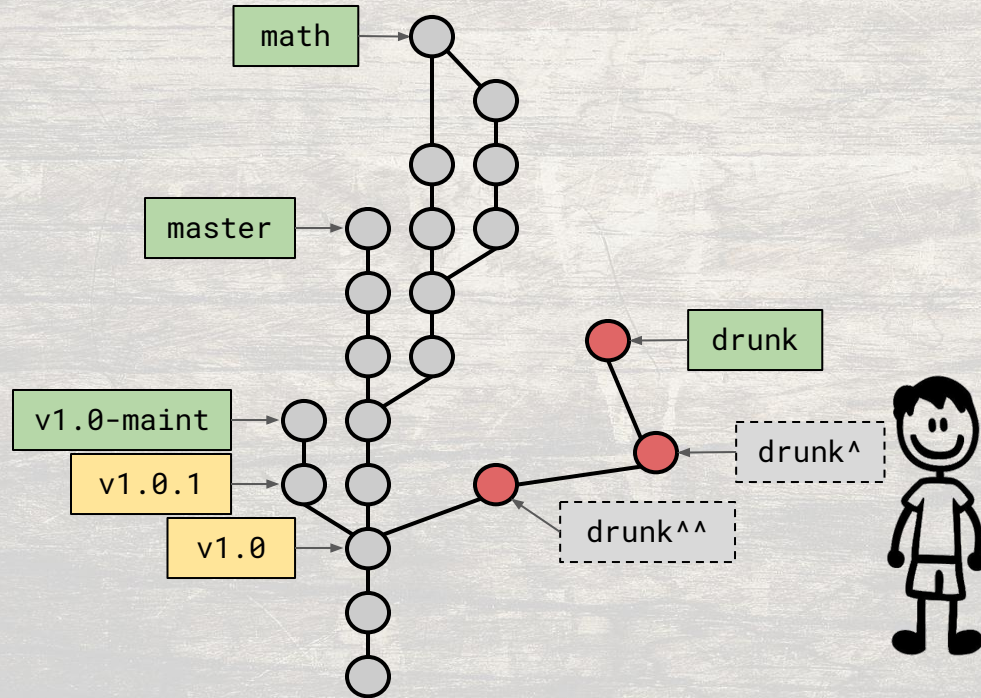 math
master
drunk
v1.0-maint
drunk^
v1.0.1
drunk^^
v1.0